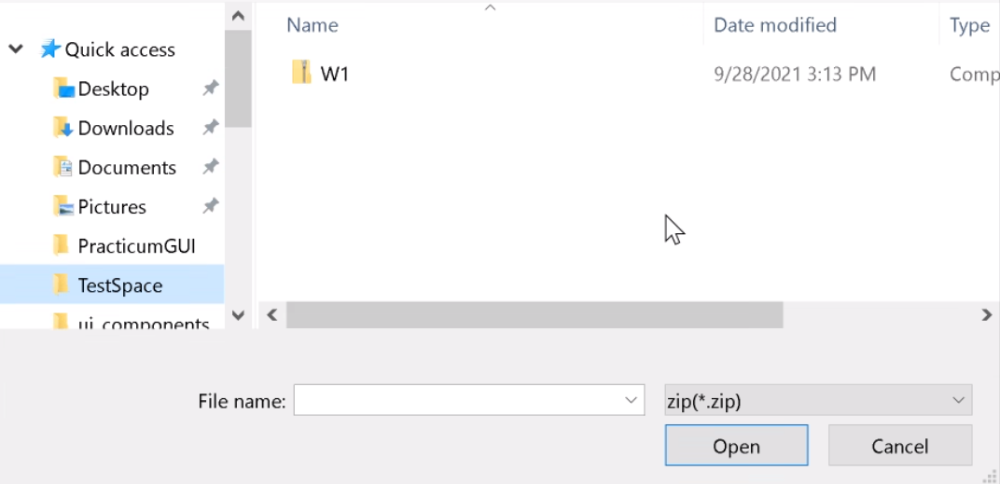 Name Date modified Type
Quick access
W1 9/28/2021 3:13 PM Comp
Desktop
Downloads
Documents
Pictures
PracticumGUI
TestSpace
ui_components
File name: zip(*.zip)
Open Cancel